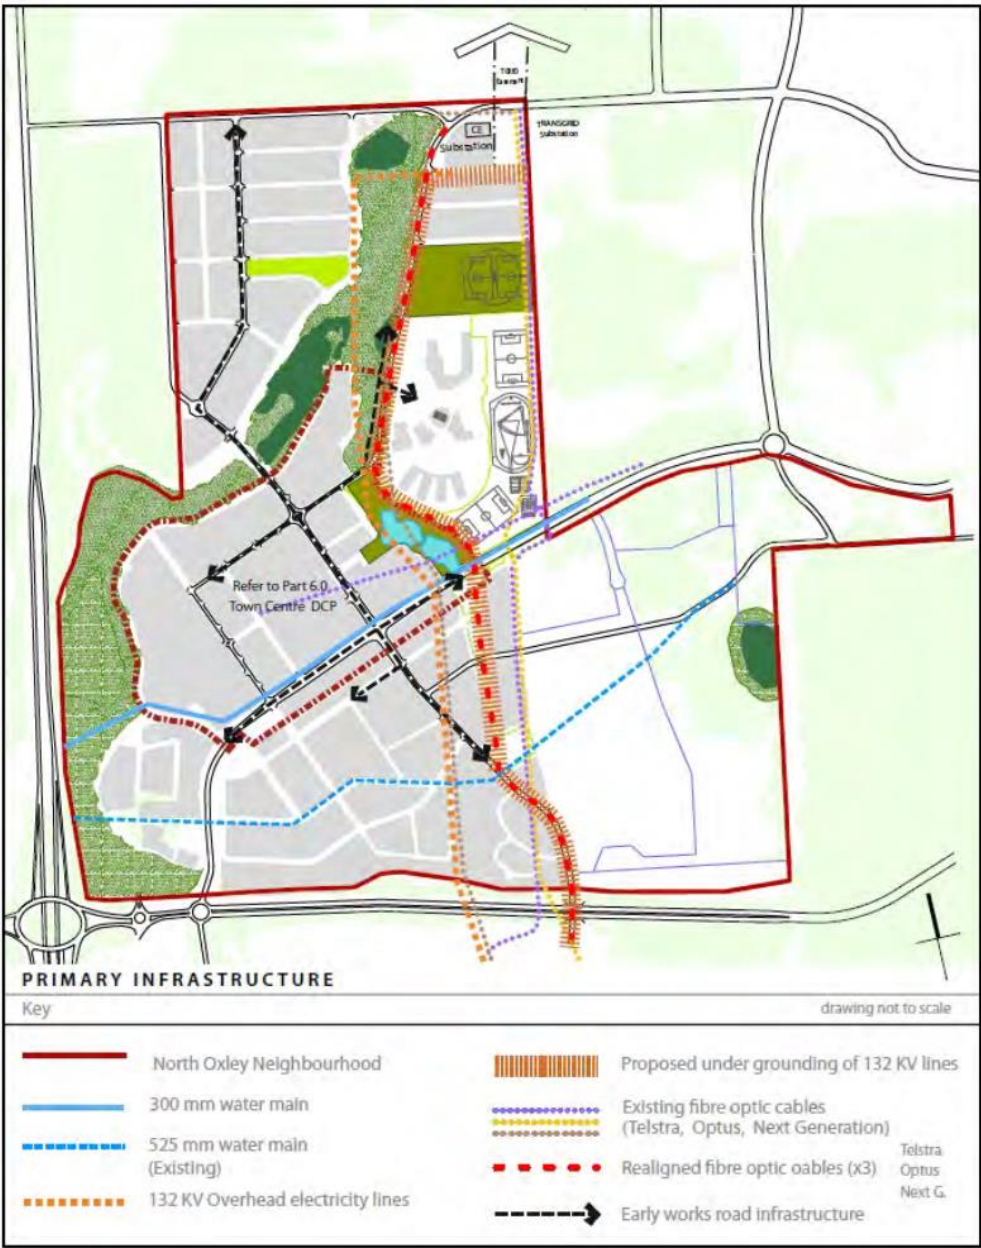 TRANSGRID
Substation
CE
Substation
Refer to Part 6.0
Town Centre DCP
PRIMARY INFRASTRUCTURE
Key
drawing not to scale
North Oxley Neighbourhood
300 mm water main
525 mm water main
(Existing)
132 KV Overhead electricity lines
Proposed under grounding of 132 KV lines
Existing fibre optic cables
(Telstra, Optus, Next Generation)
Realigned fibre optic oables (x3)
Telstra
Optus
Next G.
Early works road infrastructure